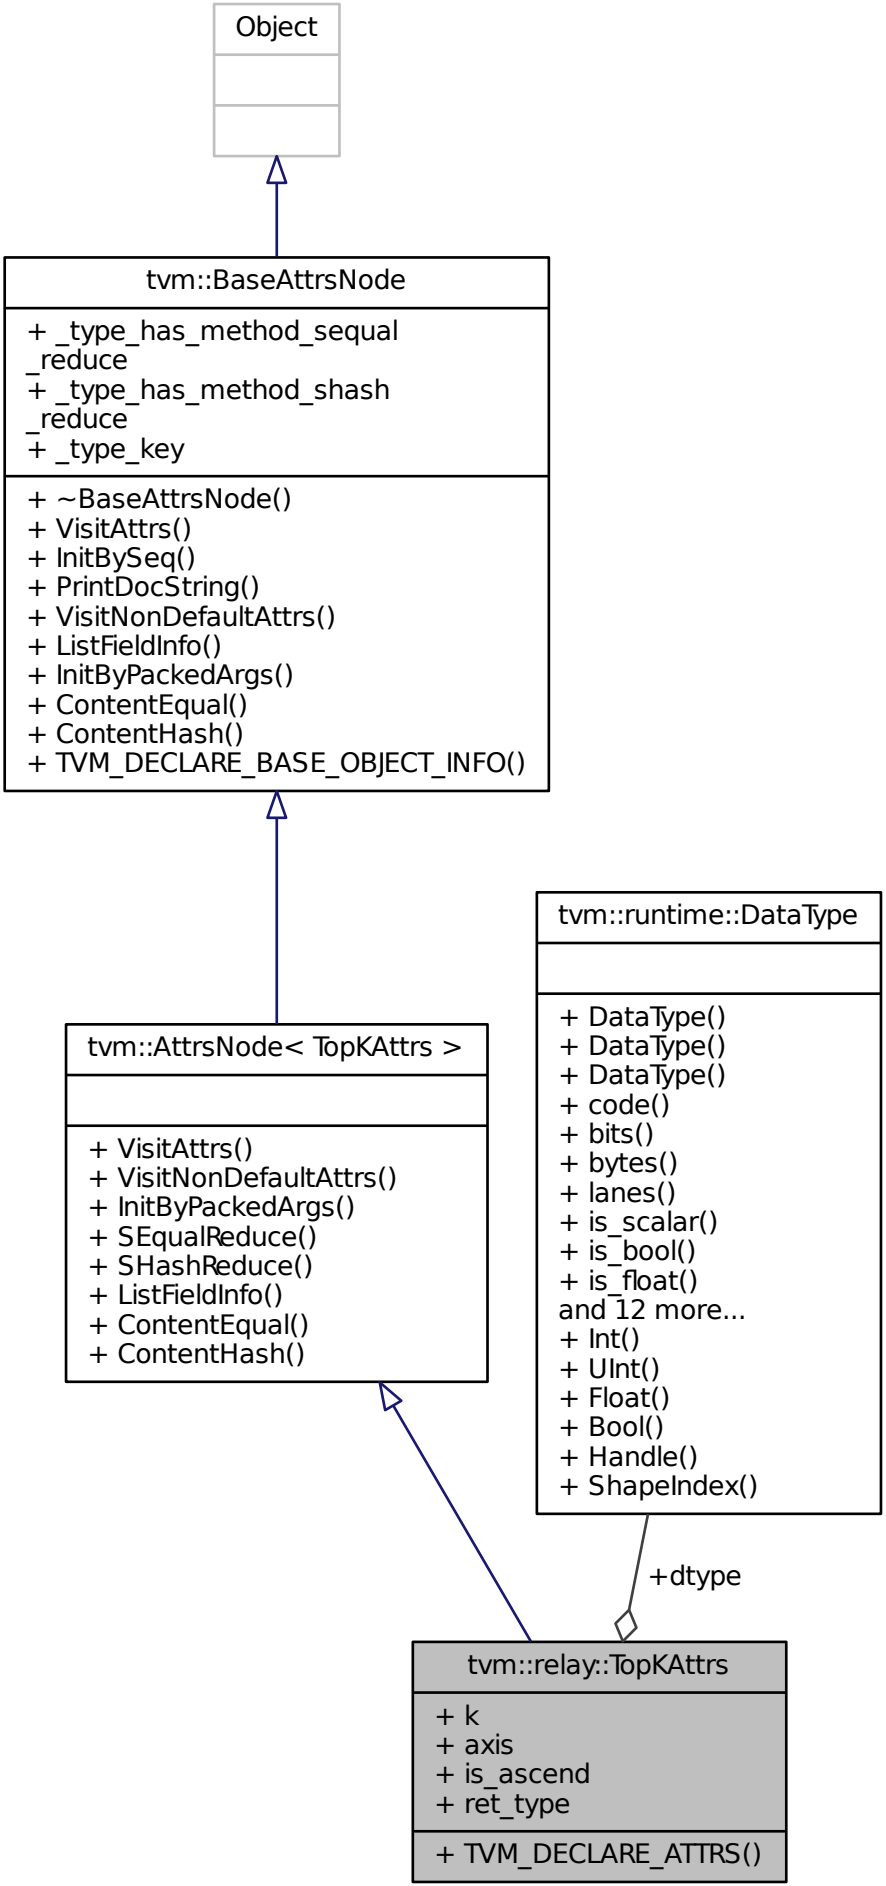 Object
tvm::BaseAttrsNode
+ _type_has_method_sequal
_reduce
+ _type_has_method_shash
_reduce
+ _type_key
+ ~BaseAttrsNode()
+ VisitAttrs()
+ InitBySeq()
+ PrintDocString()
+ VisitNonDefaultAttrs()
+ ListFieldInfo()
+ InitByPackedArgs()
+ ContentEqual()
+ ContentHash()
+ TVM_DECLARE_BASE_OBJECT_INFO()
tvm::AttrsNode< TopKAttrs >
+ VisitAttrs()
+ VisitNonDefaultAttrs()
+ InitByPackedArgs()
+ SEqualReduce()
+ SHashReduce()
+ ListFieldInfo()
+ ContentEqual()
+ ContentHash()
tvm::runtime::DataType
+ DataType()
+ DataType()
+ DataType()
+ code()
+ bits()
+ bytes()
+ lanes()
+ is_scalar()
+ is_bool()
+ is_float()
and 12 more...
+ Int()
+ UInt()
+ Float()
+ Bool()
+ Handle()
+ ShapeIndex()
+dtype
tvm::relay::TopKAttrs
+ k
+ axis
+ is_ascend
+ ret_type
+ TVM_DECLARE_ATTRS()